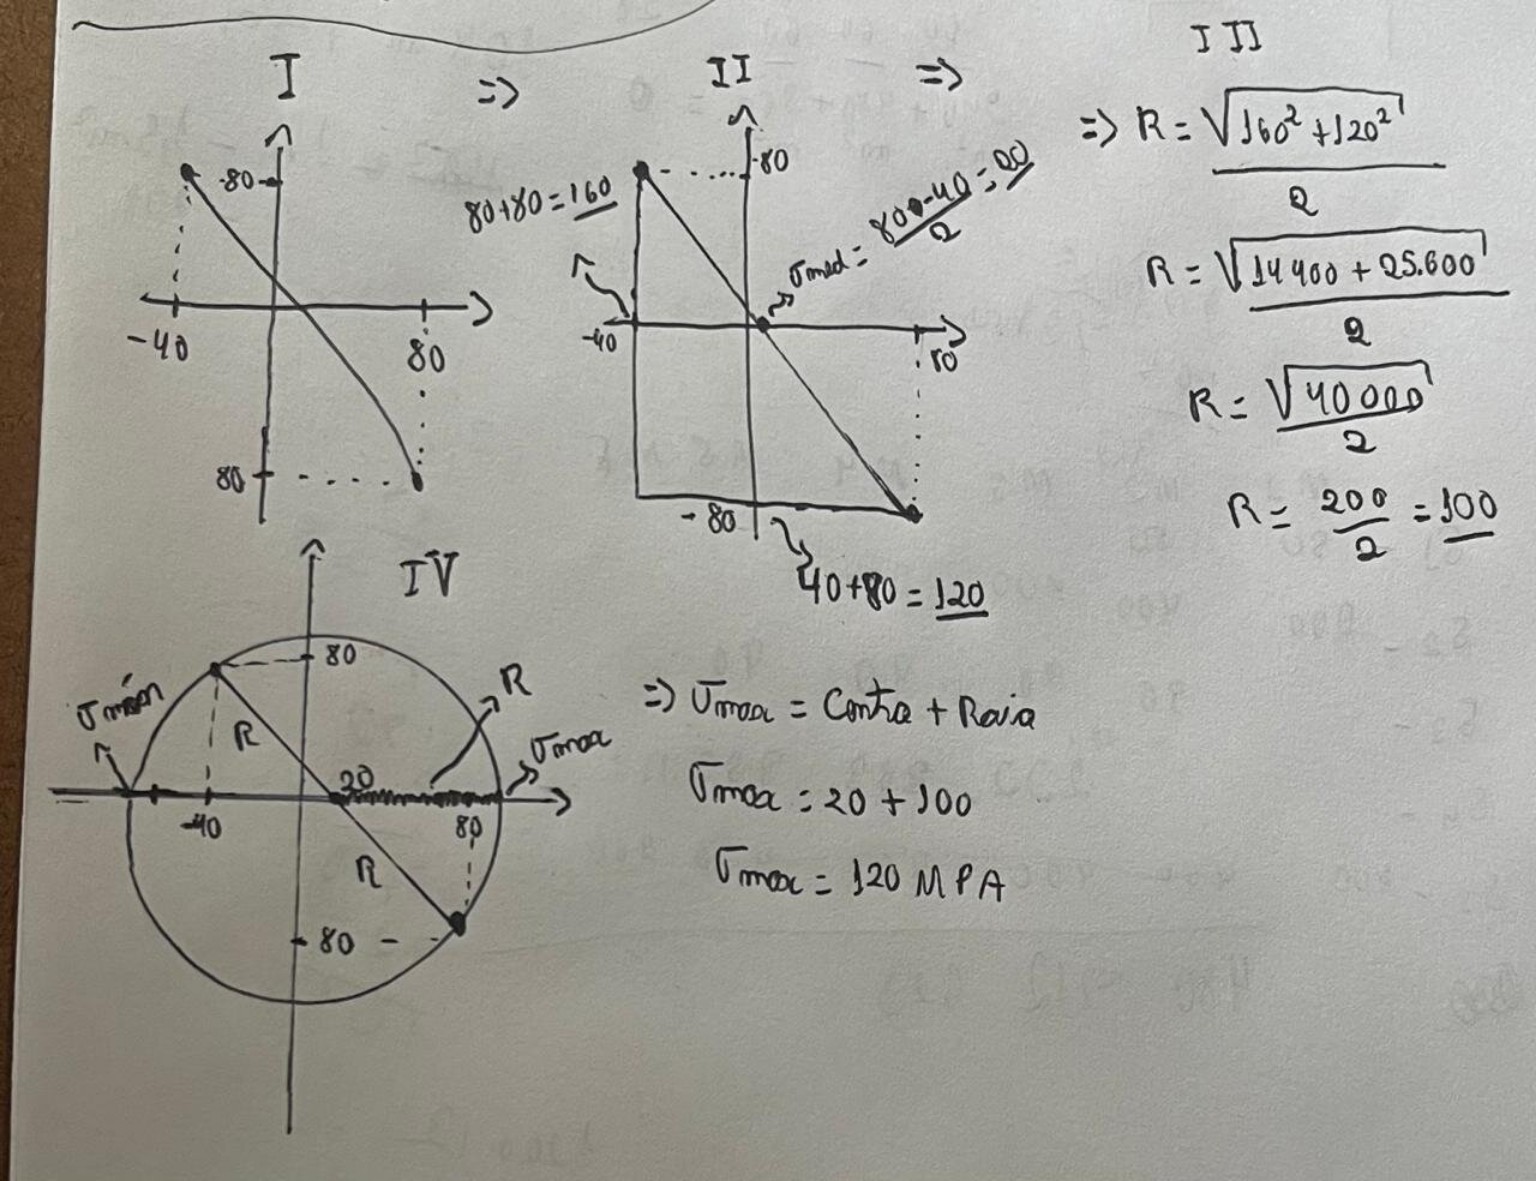 I
=>
-80
-40
80
80
II
=>
80+80=160
-80
σmed = 80-40/2 = 20
-40
80
-80
40+80=120
III
=> R = √160²+120² / 2
R = √14400+25.600 / 2
R = √40000 / 2
R = 200/2 = 100
IV
80
σmín
R
R
σmax
20
-40
80
R
80
=> σmax = Centro + Raio
σmax = 20+100
σmax = 120 MPA